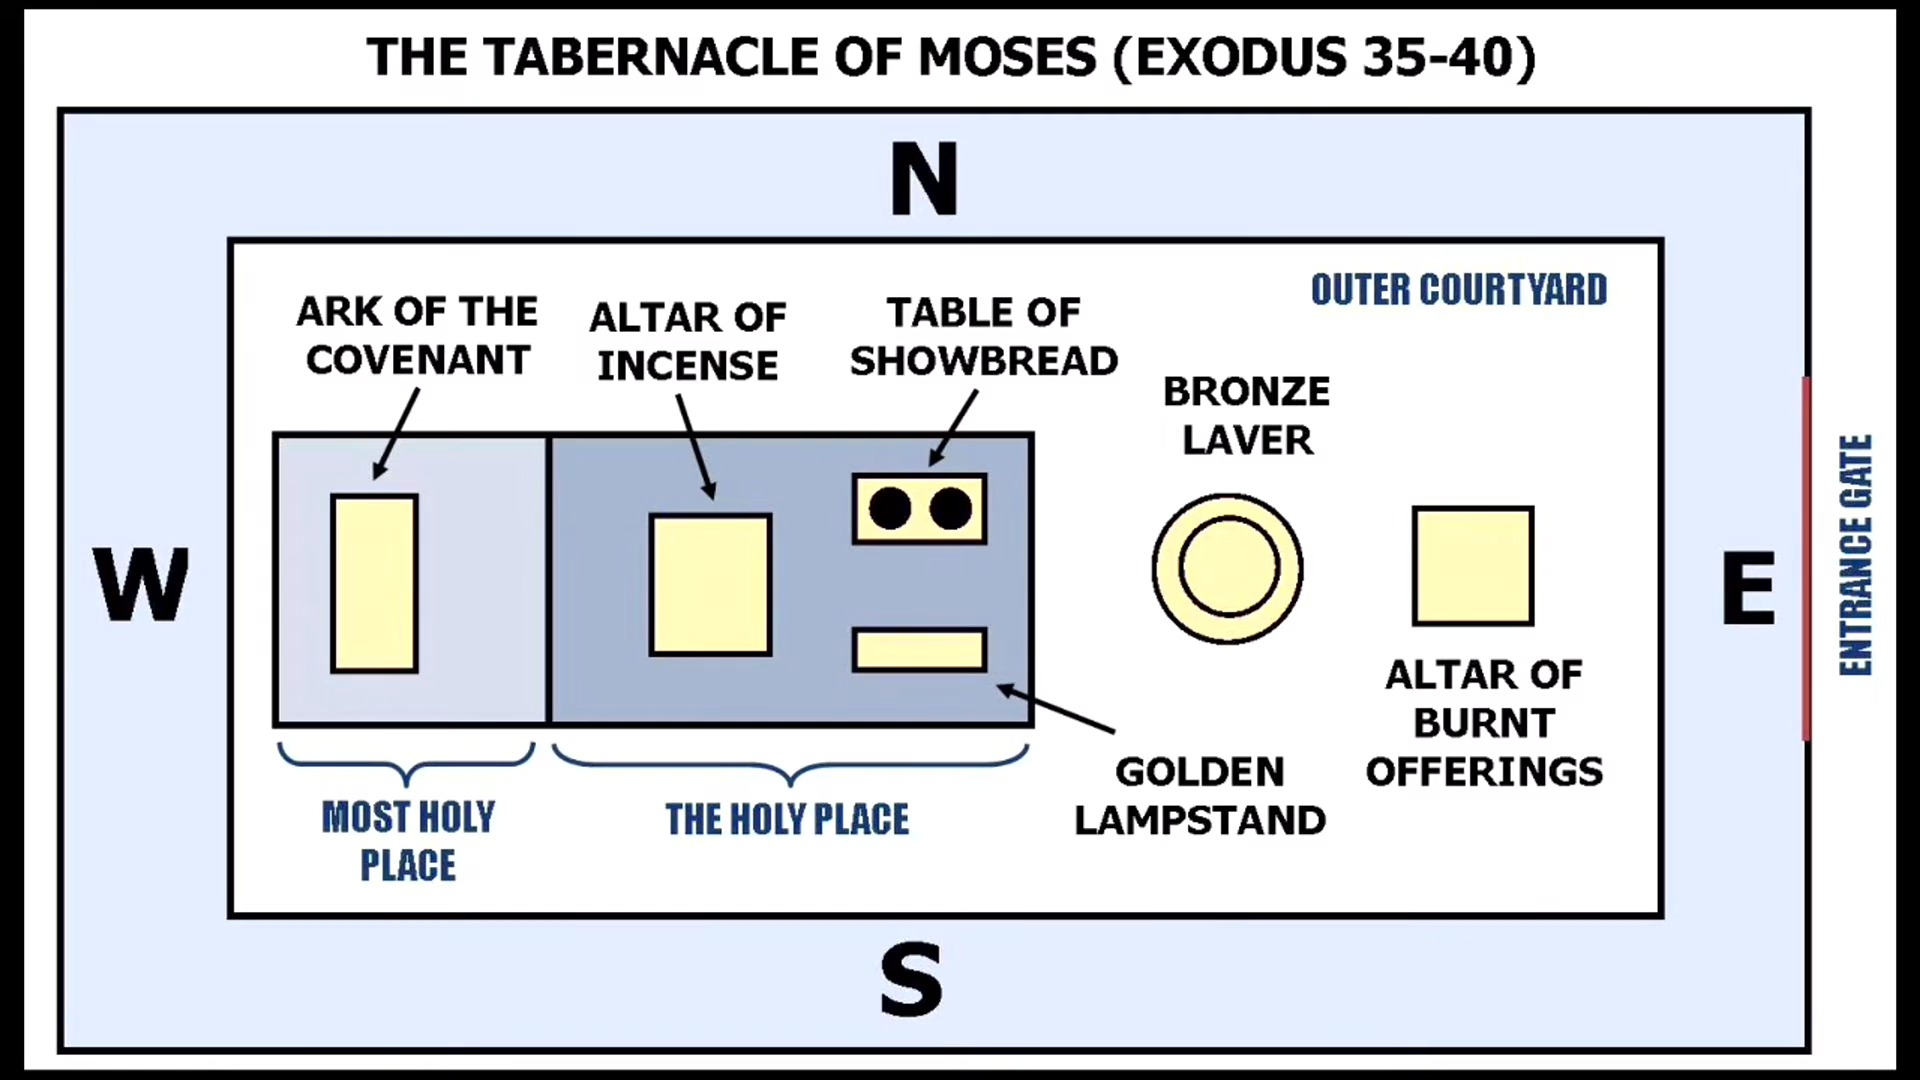 THE TABERNACLE OF MOSES (EXODUS 35-40)
N
OUTER COURTYARD
ARK OF THE
COVENANT
ALTAR OF
INCENSE
TABLE OF
SHOWBREAD
BRONZE
LAVER
W
E
ENTRANCE GATE
ALTAR OF
BURNT
OFFERINGS
GOLDEN
LAMPSTAND
MOST HOLY
PLACE
THE HOLY PLACE
S